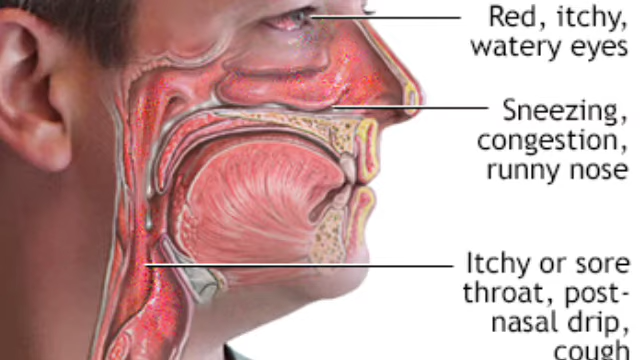 Red, itchy,
watery eyes
Sneezing,
congestion,
runny nose
Itchy or sore
throat, post-
nasal drip,
cough